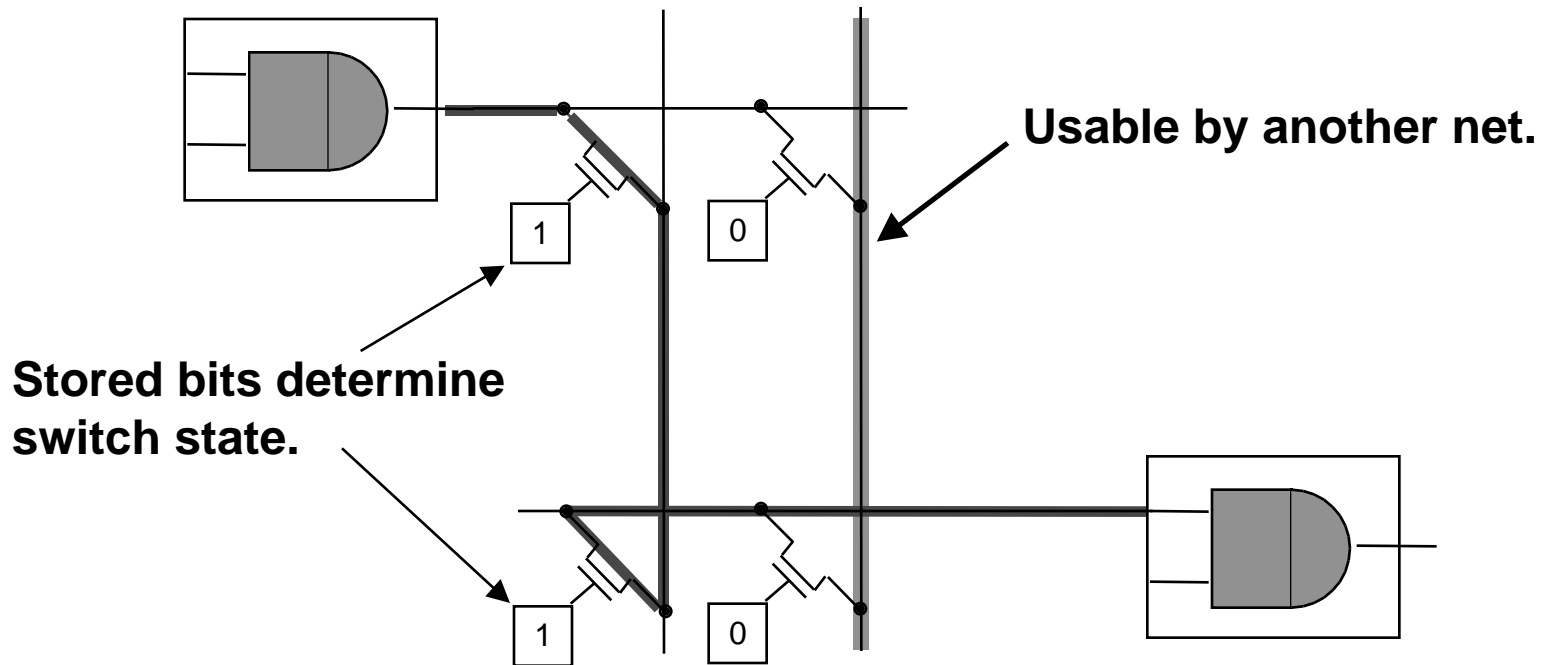 Usable by another net.
1
0
Stored bits determine
switch state.
1
0